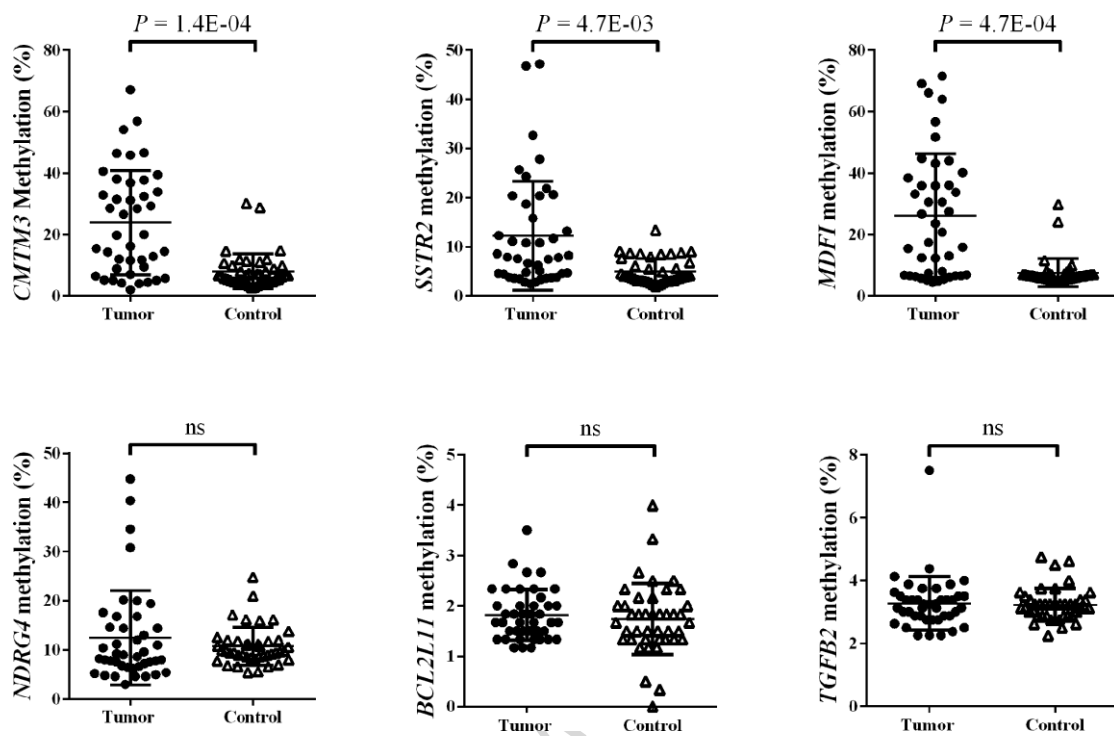 P = 1.4E-04
CMTM3 Methylation (%)
80
60
40
20
0
Tumor
Control
P = 4.7E-03
SSTR2 methylation (%)
50
40
30
20
10
0
Tumor
Control
P = 4.7E-04
MDFI methylation (%)
80
60
40
20
0
Tumor
Control
ns
NDRG4 methylation (%)
50
40
30
20
10
0
Tumor
Control
ns
BCL2L11 methylation (%)
5
4
3
2
1
0
Tumor
Control
ns
TGFB2 methylation (%)
8
6
4
2
0
Tumor
Control